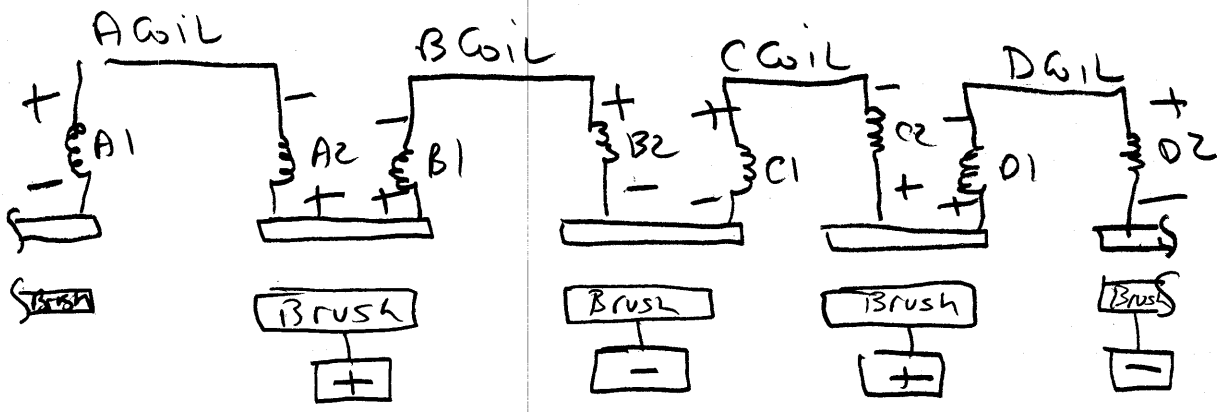 A Coil B Coil C Coil D Coil
+ - - + + - - +
A1 A2 B1 B2 C1 C2 D1 D2
- + + - - + + -
Brush Brush Brush Brush Brush
+ - + -